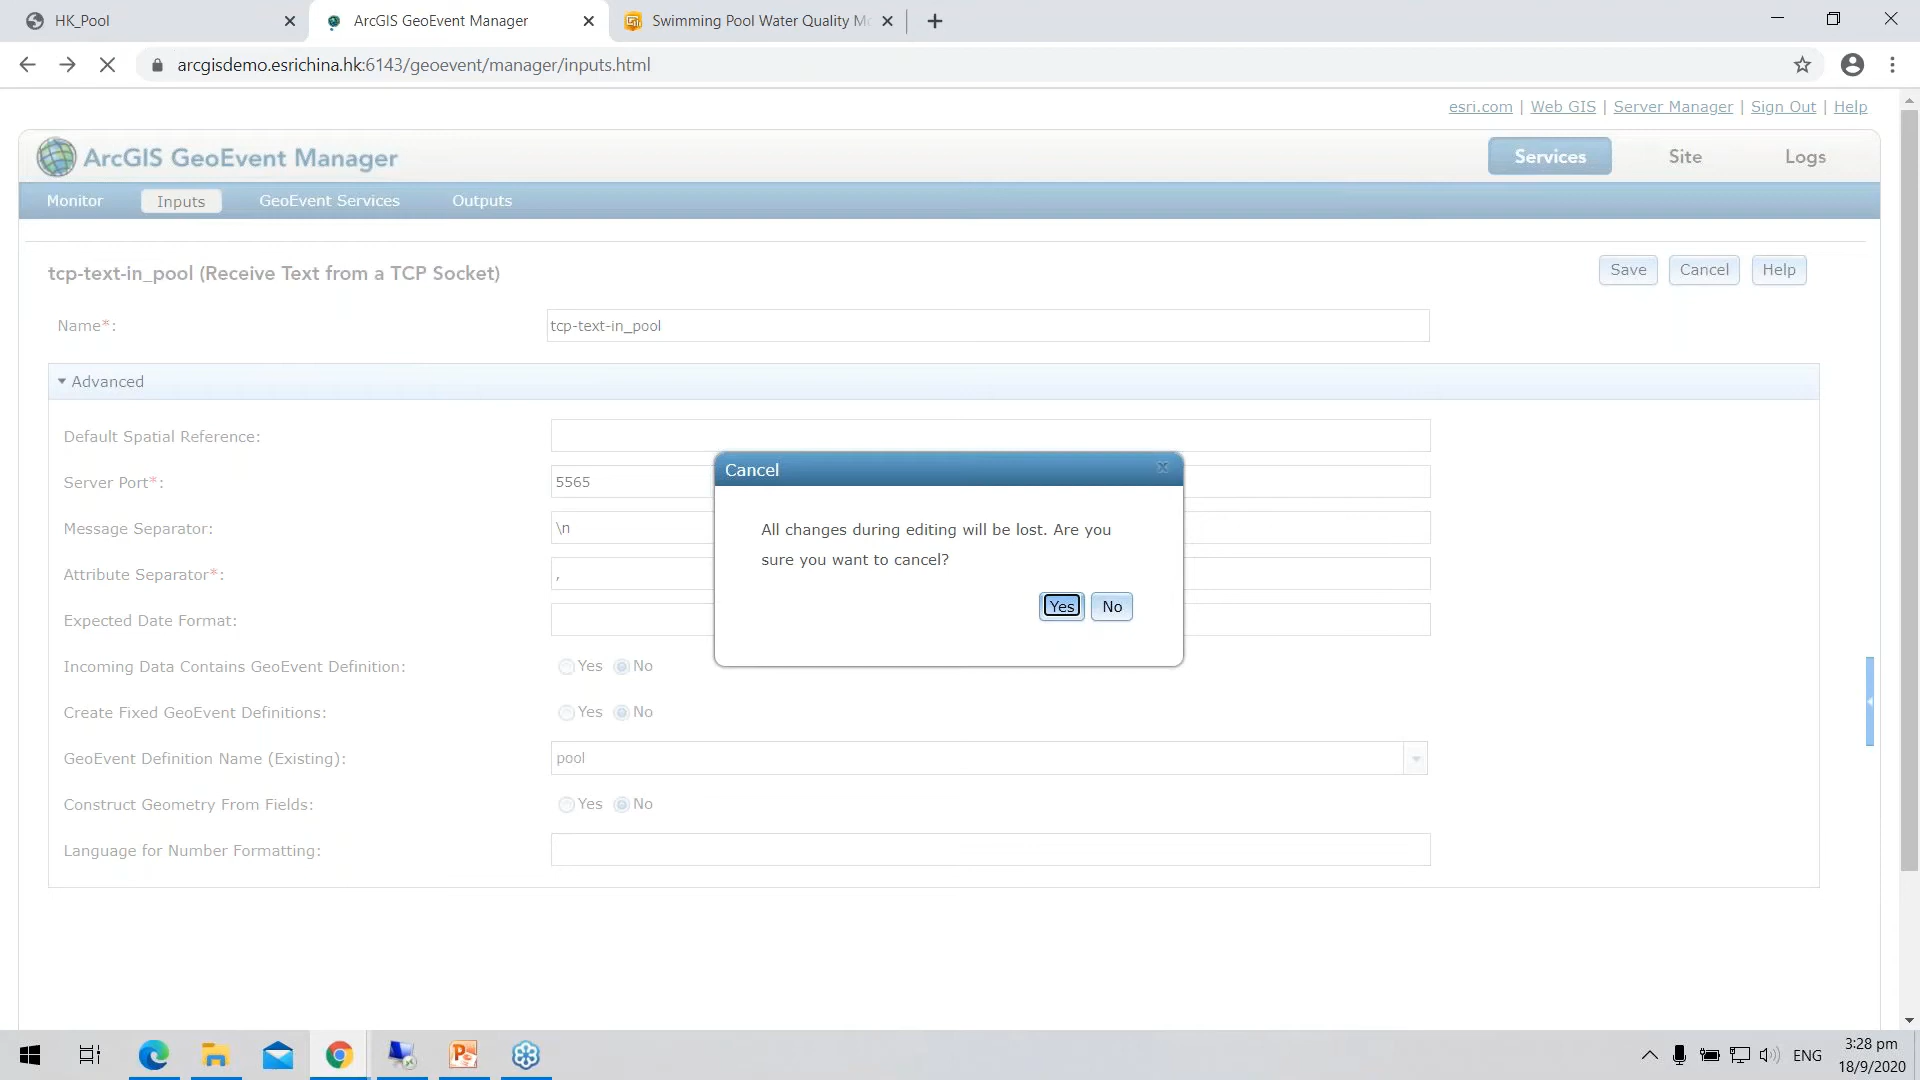 HK_Pool
ArcGIS GeoEvent Manager
Swimming Pool Water Quality Mo
arcgisdemo.esrichina.hk:6143/geoevent/manager/inputs.html
esri.com | Web GIS | Server Manager | Sign Out | Help
ArcGIS GeoEvent Manager
Services
Site
Logs
Monitor
Inputs
GeoEvent Services
Outputs
tcp-text-in_pool (Receive Text from a TCP Socket)
Save
Cancel
Help
Name*:
tcp-text-in_pool
Advanced
Default Spatial Reference:
Server Port*:
5565
Message Separator:
\n
Attribute Separator*:
,
Expected Date Format:
Incoming Data Contains GeoEvent Definition:
Yes No
Create Fixed GeoEvent Definitions:
Yes No
GeoEvent Definition Name (Existing):
pool
Construct Geometry From Fields:
Yes No
Language for Number Formatting:
Cancel
All changes during editing will be lost. Are you
sure you want to cancel?
Yes
No
ENG
3:28 pm
18/9/2020